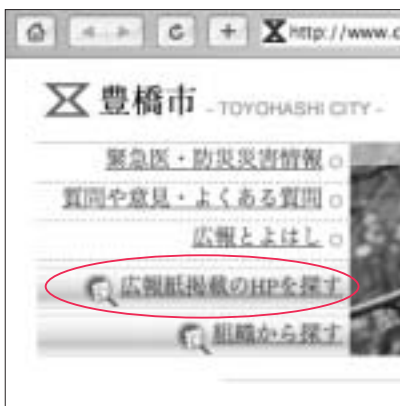 http://www.c
豊橋市 - TOYOHASHI CITY -
緊急医・防災災害情報
質問や意見・よくある質問
広報とよはし
広報紙掲載のHPを探す
組織から探す